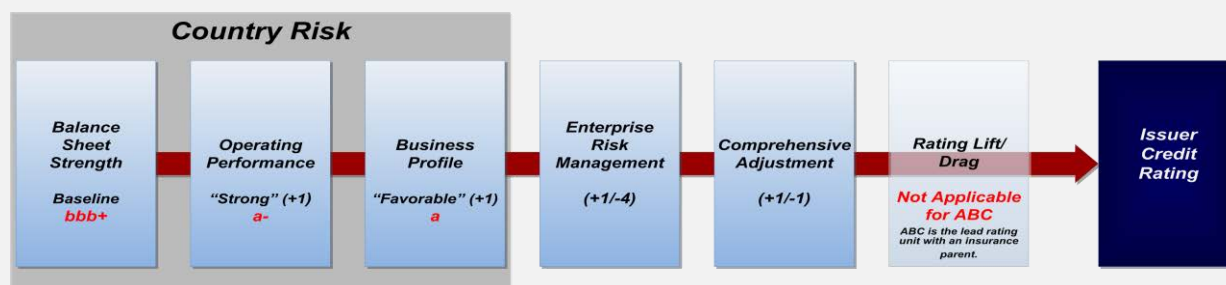 Country Risk
Balance
Sheet
Strength
Baseline
bbb+
Operating
Performance
“Strong” (+1)
a-
Business
Profile
“Favorable” (+1)
a
Enterprise
Risk
Management
(+1/-4)
Comprehensive
Adjustment
(+1/-1)
Rating Lift/
Drag
Not Applicable
for ABC
ABC is the lead rating
unit with an insurance
parent.
Issuer
Credit
Rating